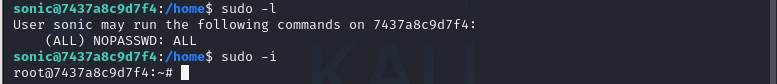 sonic@7437a8c9d7f4:/home$ sudo -l
User sonic may run the following commands on 7437a8c9d7f4:
    (ALL) NOPASSWD: ALL
sonic@7437a8c9d7f4:/home$ sudo -i
root@7437a8c9d7f4:~#
KALI